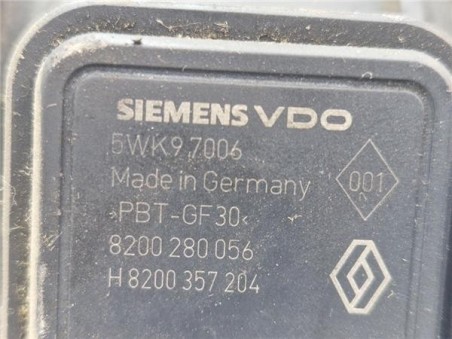 SIEMENS VDO
5WK9 7006
Made in Germany
001
>PBT-GF30<
8200 280 056
H 8200 357 204